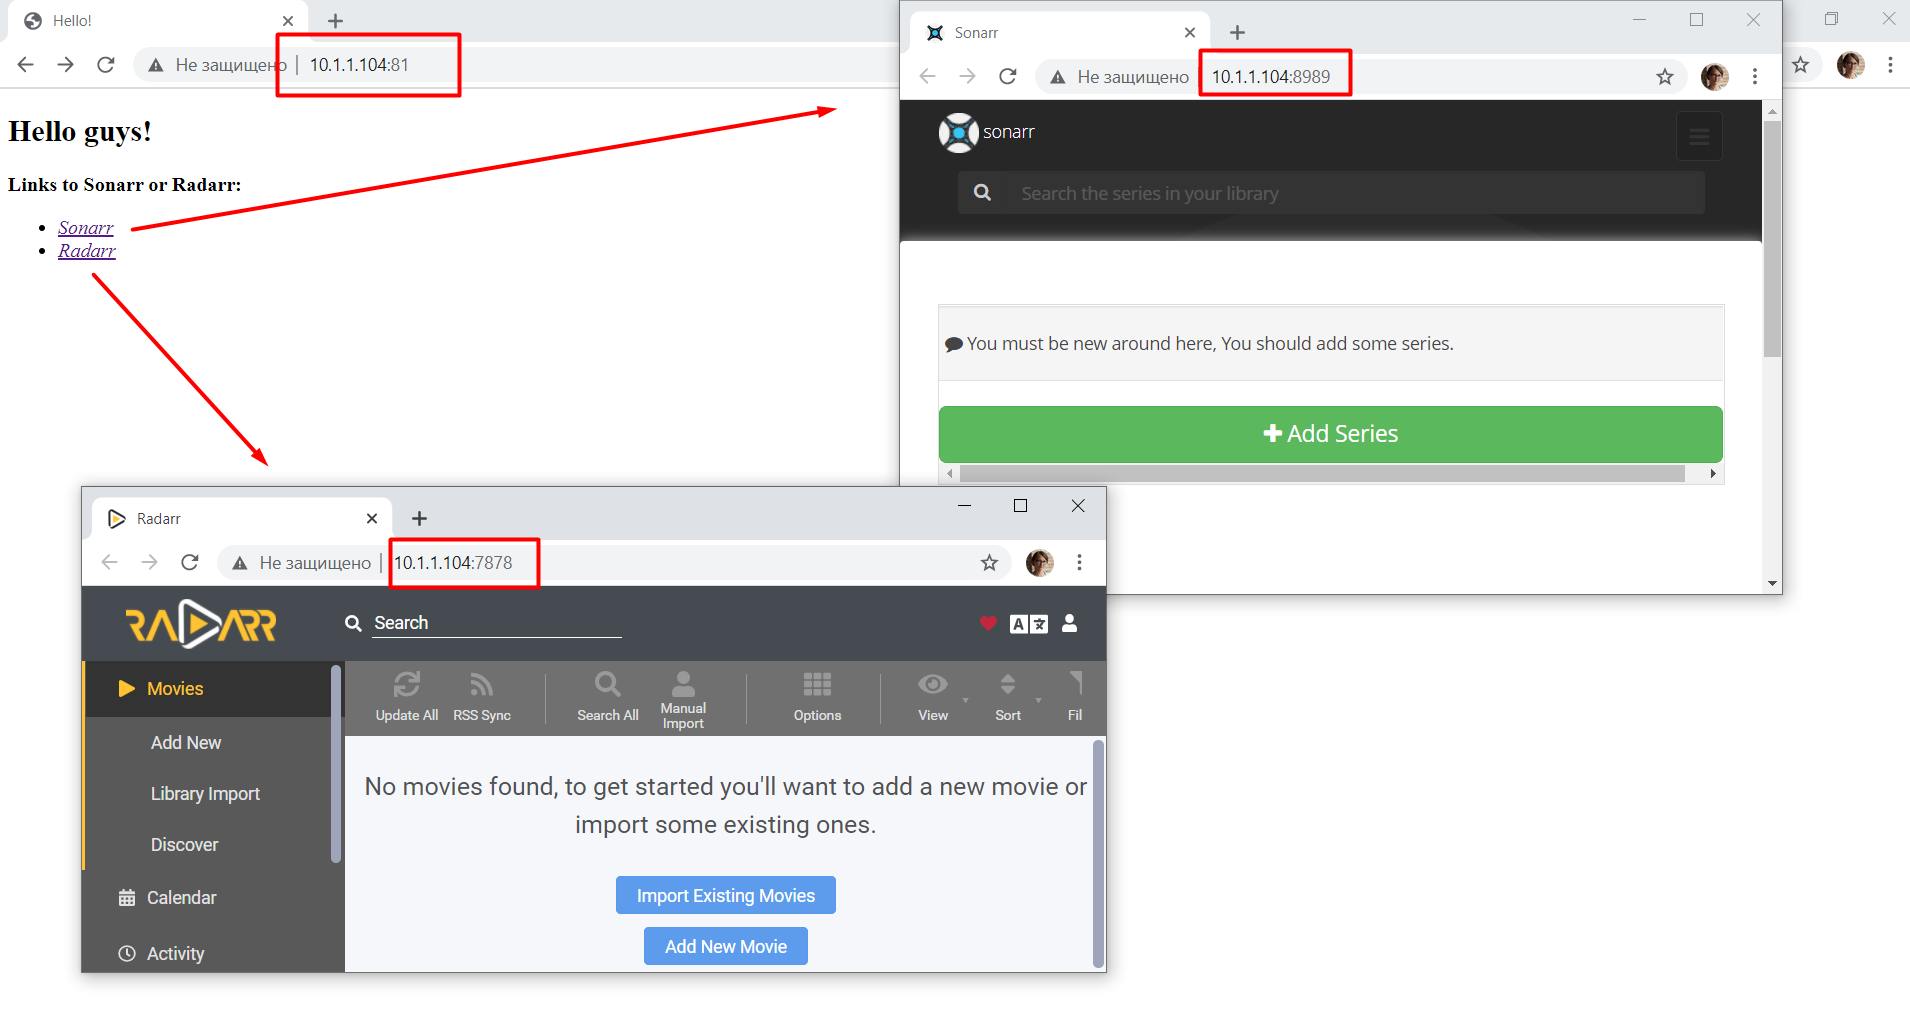 Hello!
Не защищено | 10.1.1.104:81
Hello guys!
Links to Sonarr or Radarr:
Sonarr
Radarr
Sonarr
Не защищено 10.1.1.104:8989
sonarr
Search the series in your library
You must be new around here, You should add some series.
Add Series
Radarr
Не защищено | 10.1.1.104:7878
RADARR
Search
Movies
Add New
Library Import
Discover
Calendar
Activity
Update All
RSS Sync
Search All
Manual
Import
Options
View
Sort
Fil
No movies found, to get started you'll want to add a new movie or
import some existing ones.
Import Existing Movies
Add New Movie